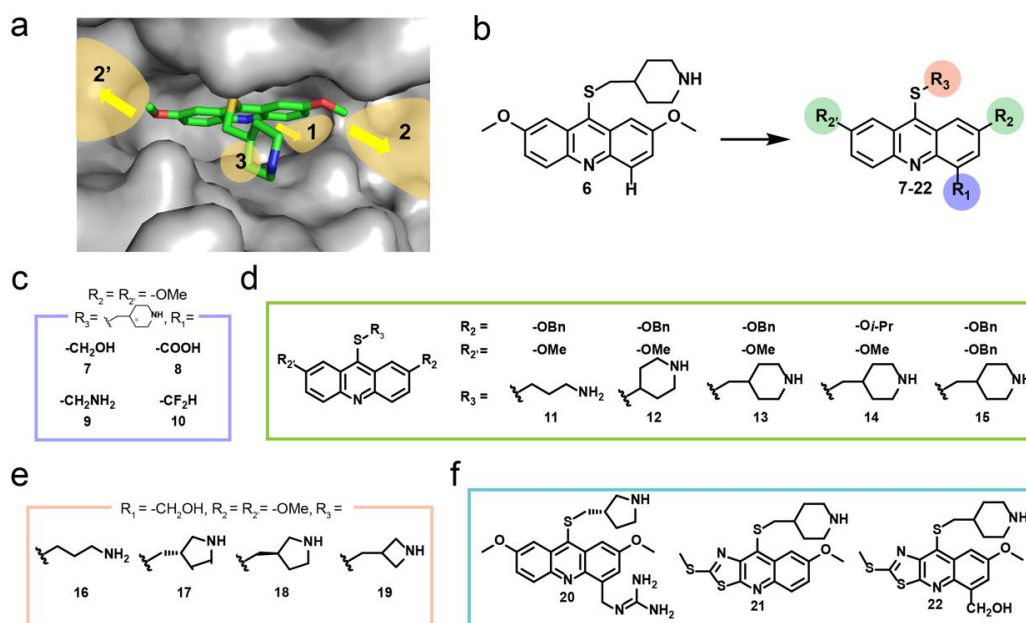 a
2'
1
2
3
b
NH
S
O
O
N
6
H
S
R3
R2'
R2
N
7-22
R1
c
R2 = R2' = -OMe
R3 = NH , R1 =
*
-CH2OH -COOH
7 8
-CH2NH2 -CF2H
9 10
d
S R3
R2' R2
N
R2 = -OBn -OBn -OBn -Oi-Pr -OBn
R2' = -OMe -OMe -OMe -OMe -OBn
R3 = NH2 NH NH NH NH
11 12 13 14 15
e
R1 = -CH2OH, R2 = R2' = -OMe, R3 =
NH2 NH NH NH
16 17 18 19
f
NH
S
O O
N
NH2
N NH2
20
NH
S
N O
S S N
21
NH
S
N O
S S N
CH2OH
22